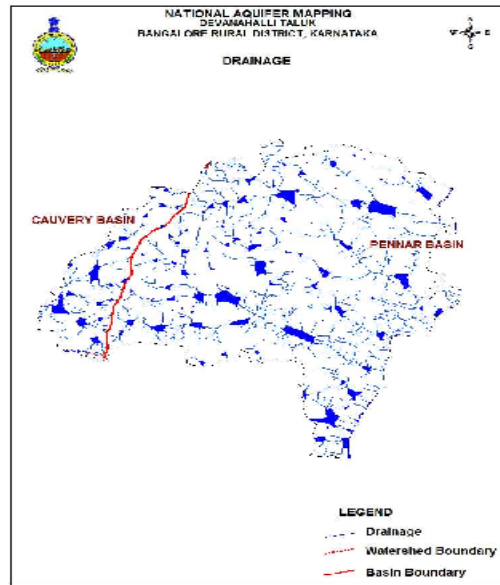 NATIONAL AQUIFER MAPPING
DEVANAHALLI TALUK
BANGALORE RURAL DISTRICT, KARNATAKA
DRAINAGE
W E
S
CAUVERY BASIN
PENNAR BASIN
LEGEND
Drainage
Watershed Boundary
Basin Boundary